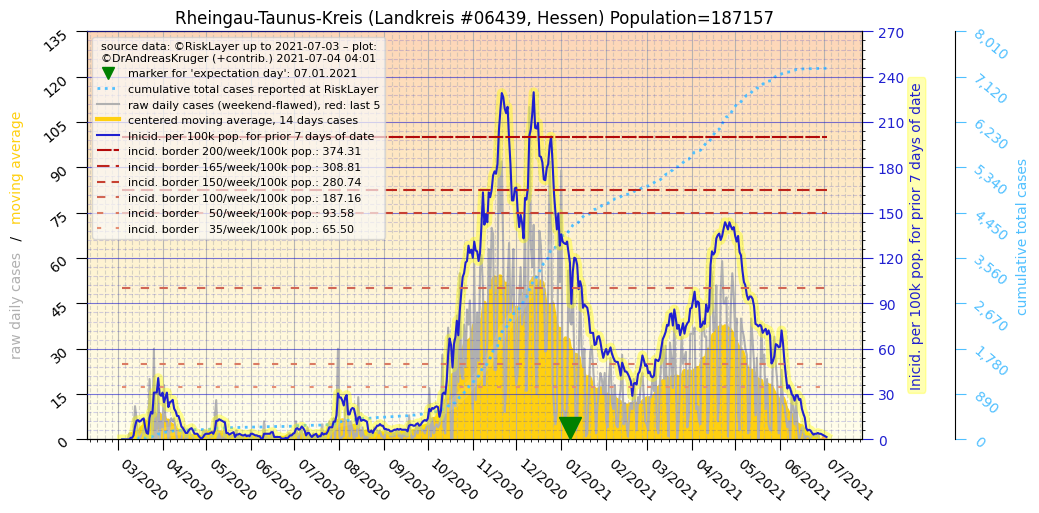 Rheingau-Taunus-Kreis (Landkreis #06439, Hessen) Population=187157
source data: ©RiskLayer up to 2021-07-03 – plot:
©DrAndreasKruger (+contrib.) 2021-07-04 04:01
marker for 'expectation day': 07.01.2021
cumulative total cases reported at RiskLayer
raw daily cases (weekend-flawed), red: last 5
centered moving average, 14 days cases
Inicid. per 100k pop. for prior 7 days of date
incid. border 200/week/100k pop.: 374.31
incid. border 165/week/100k pop.: 308.81
incid. border 150/week/100k pop.: 280.74
incid. border 100/week/100k pop.: 187.16
incid. border 50/week/100k pop.: 93.58
incid. border 35/week/100k pop.: 65.50
raw daily cases / moving average
135
120
105
90
75
60
45
30
15
0
03/2020
04/2020
05/2020
06/2020
07/2020
08/2020
09/2020
10/2020
11/2020
12/2020
01/2021
02/2021
03/2021
04/2021
05/2021
06/2021
07/2021
270
240
210
180
150
120
90
60
30
0
Inicid. per 100k pop. for prior 7 days of date
8,010
7,120
6,230
5,340
4,450
3,560
2,670
1,780
890
0
cumulative total cases